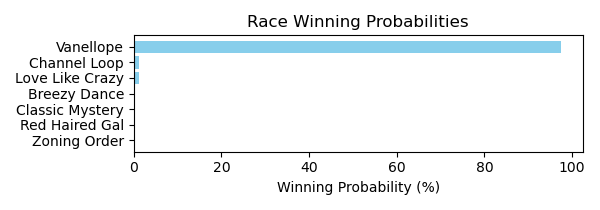 Race Winning Probabilities
Vanellope
Channel Loop
Love Like Crazy
Breezy Dance
Classic Mystery
Red Haired Gal
Zoning Order
0 20 40 60 80 100
Winning Probability (%)